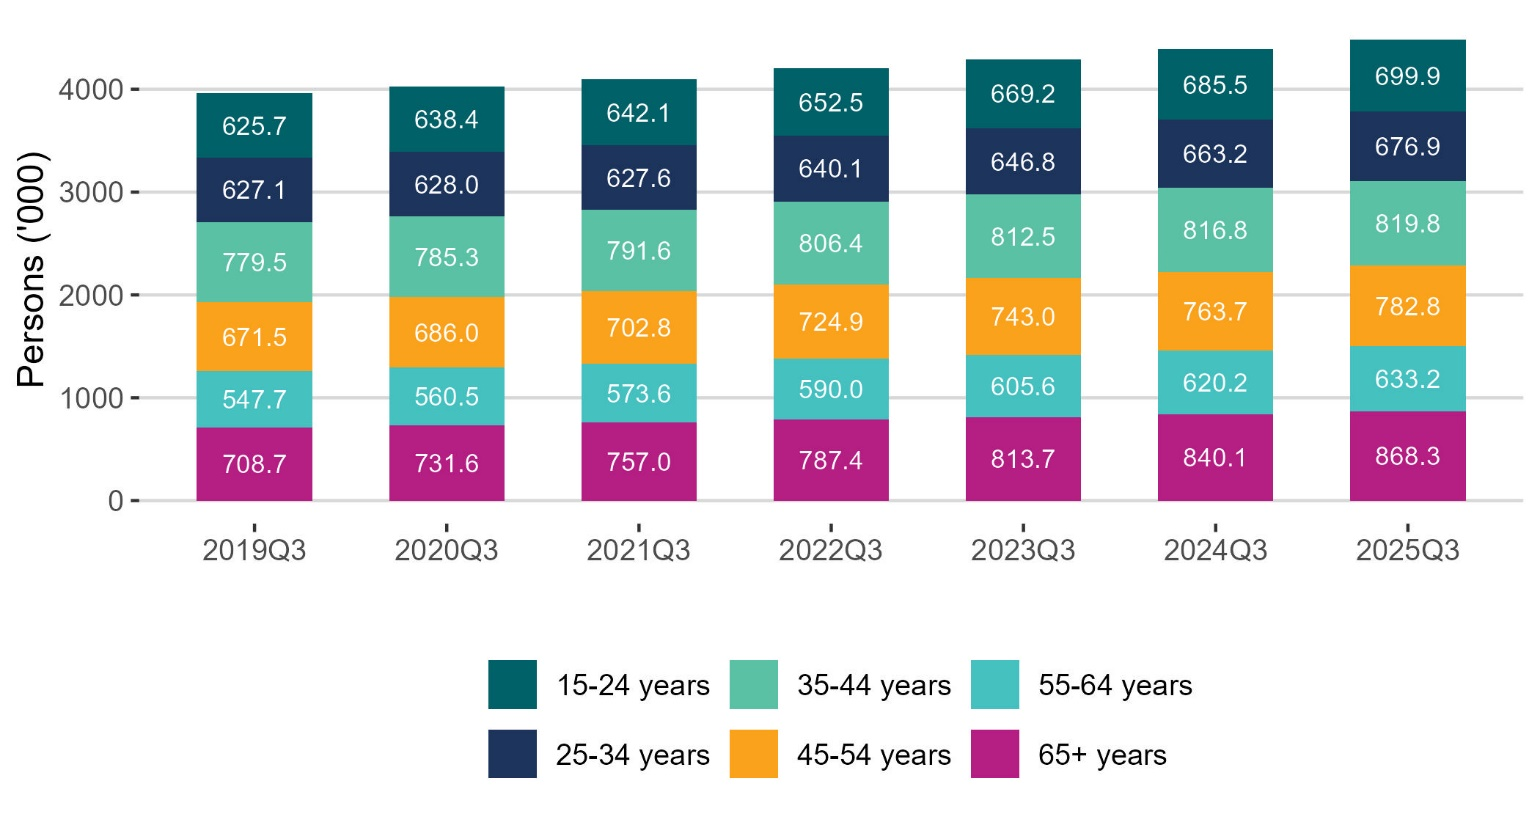 Persons ('000)
4000
3000
2000
1000
0
625.7 638.4 642.1 652.5 669.2 685.5 699.9
627.1 628.0 627.6 640.1 646.8 663.2 676.9
779.5 785.3 791.6 806.4 812.5 816.8 819.8
671.5 686.0 702.8 724.9 743.0 763.7 782.8
547.7 560.5 573.6 590.0 605.6 620.2 633.2
708.7 731.6 757.0 787.4 813.7 840.1 868.3
2019Q3 2020Q3 2021Q3 2022Q3 2023Q3 2024Q3 2025Q3
15-24 years 35-44 years 55-64 years
25-34 years 45-54 years 65+ years